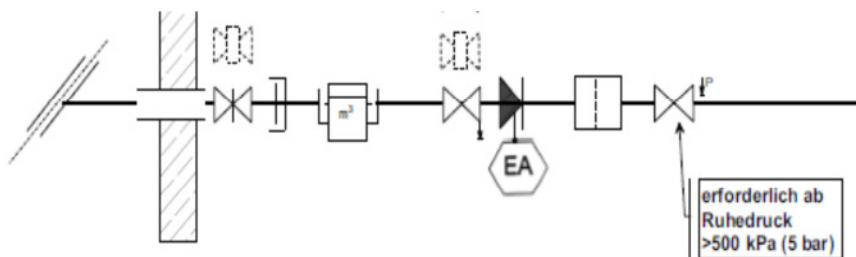 P
m³
EA
erforderlich ab
Ruhedruck
>500 kPa (5 bar)